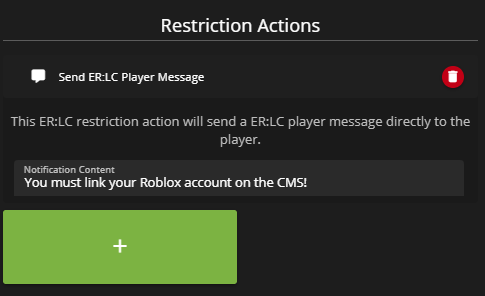 Restriction Actions
Send ER:LC Player Message
This ER:LC restriction action will send a ER:LC player message directly to the
player.
Notification Content
You must link your Roblox account on the CMS!
+